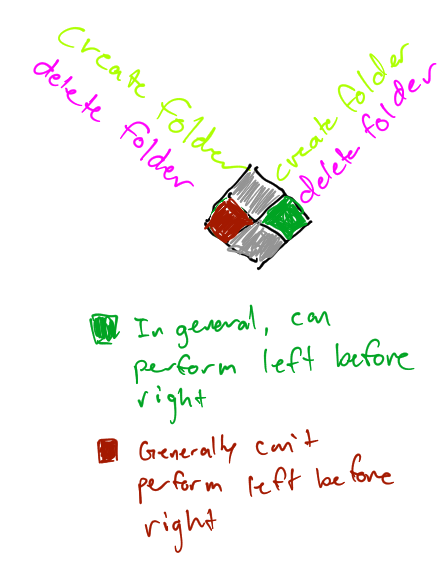 Create Folder
delete Folder
create folder
delete folder
In general, can
perform left before
right
Generally can't
perform left before
right